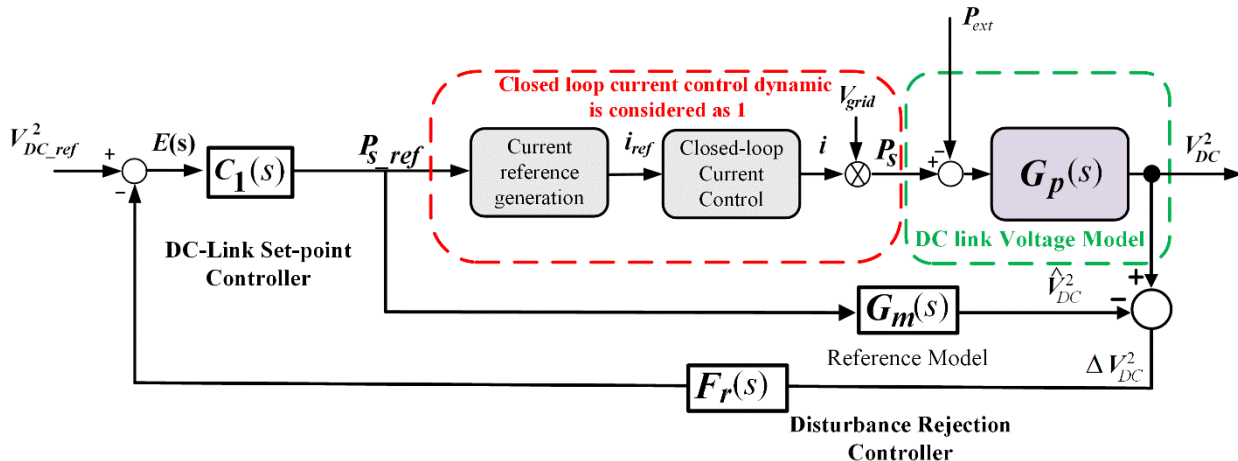 P_ext
Closed loop current control dynamic
is considered as 1
V_grid
V²_DC_ref
+
−
E(s)
C₁(s)
P_s_ref
Current
reference
generation
i_ref
Closed-loop
Current
Control
i
P_s
+
−
G_p(s)
V²_DC
DC-Link Set-point
Controller
DC link Voltage Model
V̂²_DC
+
−
G_m(s)
Reference Model
ΔV²_DC
F_r(s)
Disturbance Rejection
Controller